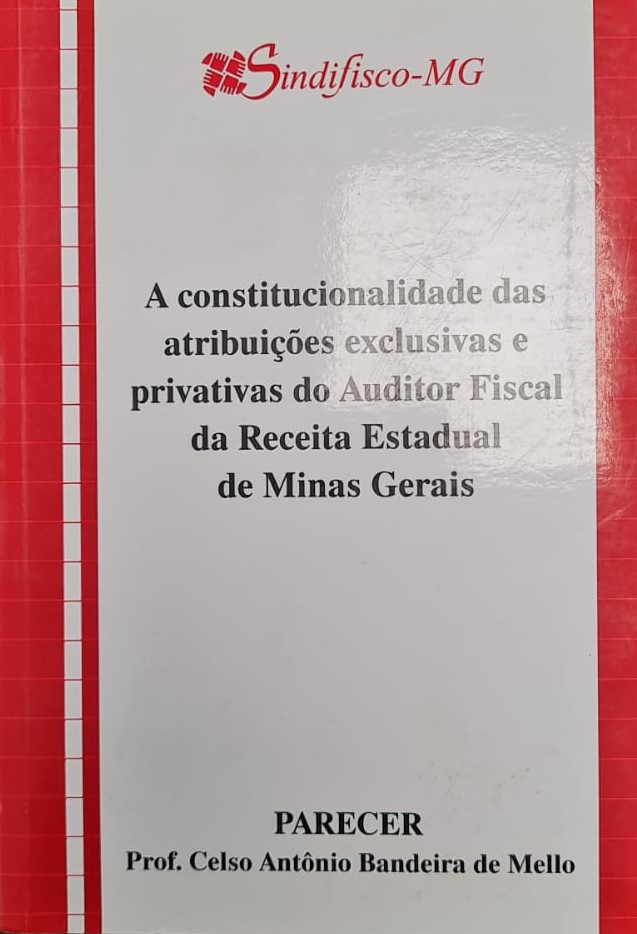 Sindifisco-MG
A constitucionalidade das
atribuições exclusivas e
privativas do Auditor Fiscal
da Receita Estadual
de Minas Gerais
PARECER
Prof. Celso Antônio Bandeira de Mello